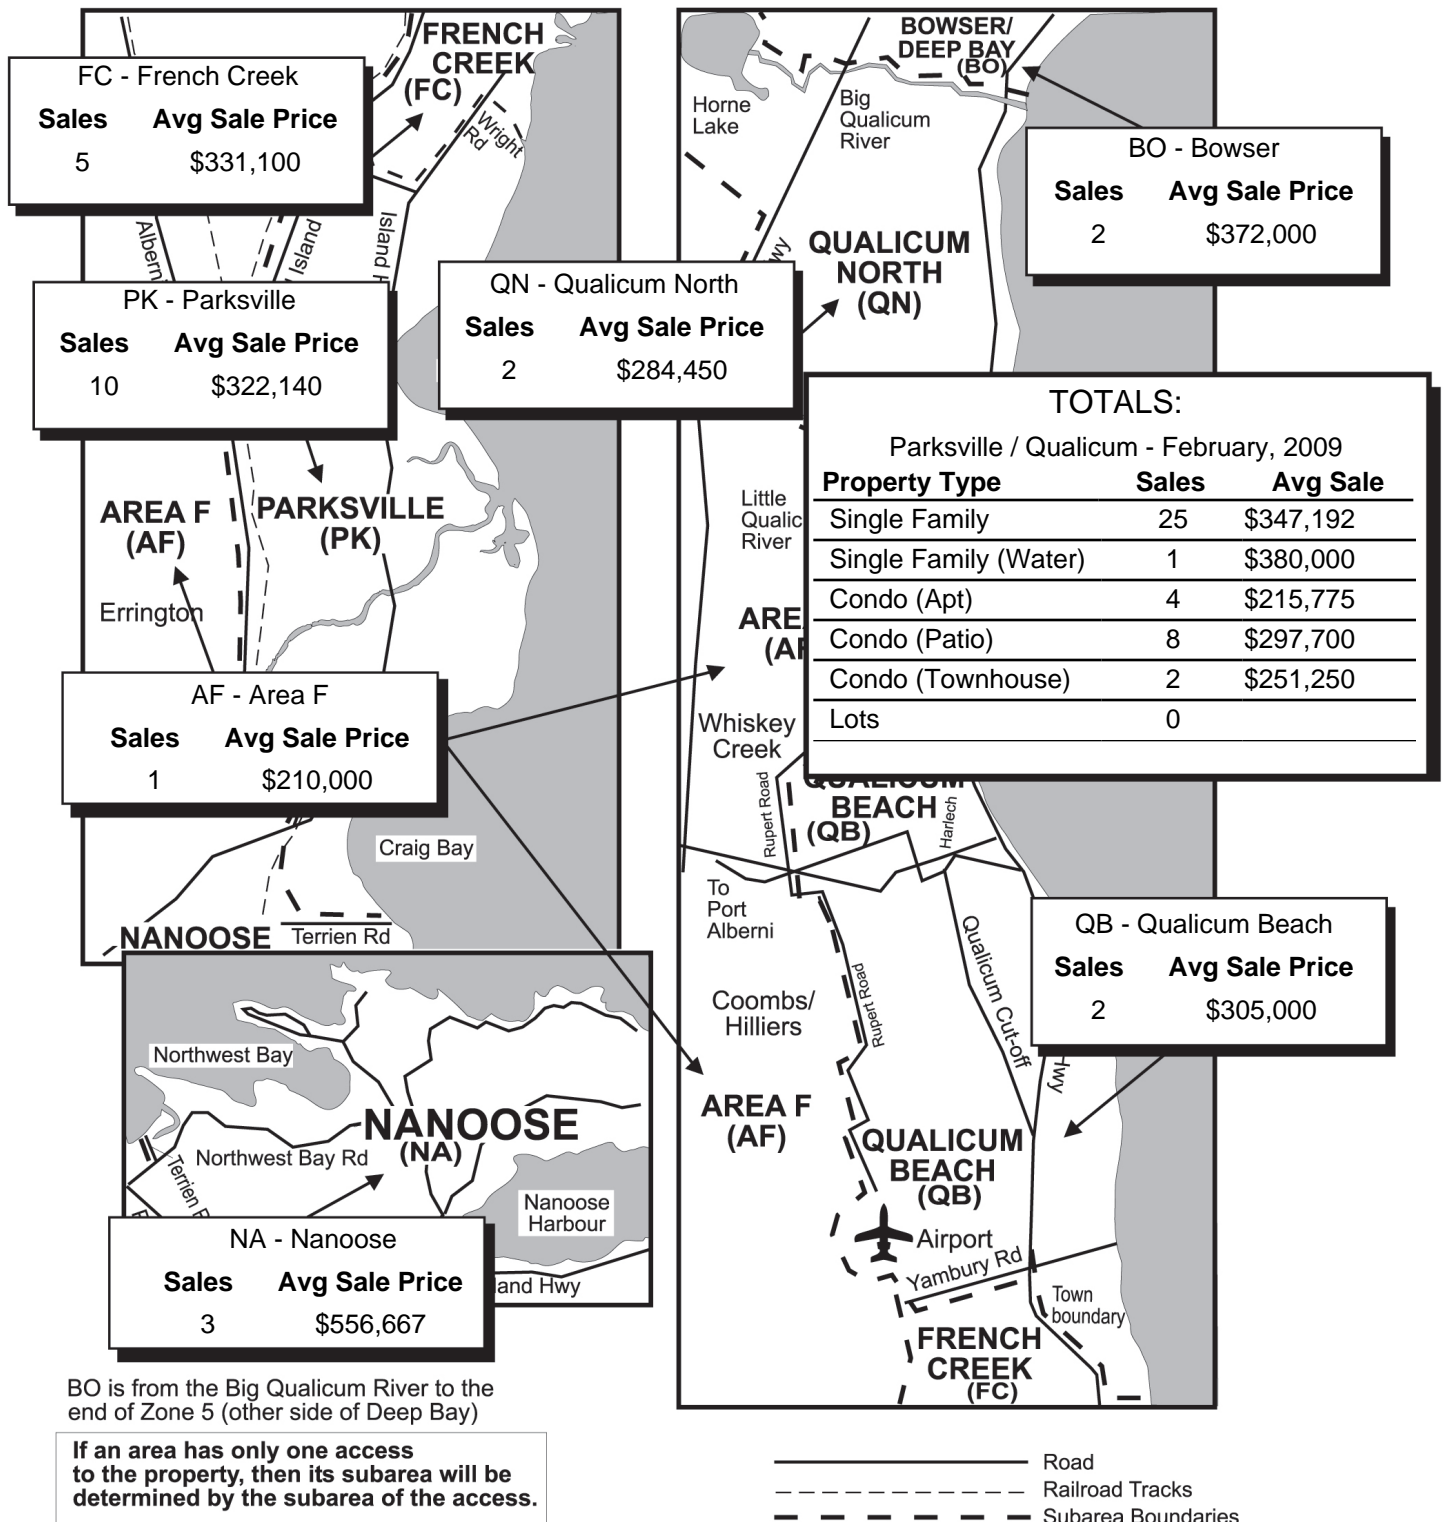 FRENCH
CREEK
(FC)
FC - French Creek
Sales Avg Sale Price
5 $331,100
Wright
Rd
Island
PK - Parksville
Sales Avg Sale Price
10 $322,140
AREA F
(AF)
PARKSVILLE
(PK)
Errington
AF - Area F
Sales Avg Sale Price
1 $210,000
Craig Bay
NANOOSE
Terrien Rd
Northwest Bay
NANOOSE
(NA)
Northwest Bay Rd
Terrien
Nanoose
Harbour
NA - Nanoose
Sales Avg Sale Price
3 $556,667
land Hwy
BO is from the Big Qualicum River to the
end of Zone 5 (other side of Deep Bay)
If an area has only one access
to the property, then its subarea will be
determined by the subarea of the access.
BOWSER/
DEEP BAY
(BO)
Horne
Lake
Big
Qualicum
River
BO - Bowser
Sales Avg Sale Price
2 $372,000
QUALICUM
NORTH
(QN)
QN - Qualicum North
Sales Avg Sale Price
2 $284,450
TOTALS:
Parksville / Qualicum - February, 2009
Property Type Sales Avg Sale
Single Family 25 $347,192
Single Family (Water) 1 $380,000
Condo (Apt) 4 $215,775
Condo (Patio) 8 $297,700
Condo (Townhouse) 2 $251,250
Lots 0
Little
Qualic
River
Whiskey
Creek
Rupert Road
QUALICUM
BEACH
(QB)
Harlech
To
Port
Alberni
Qualicum Cut-off
QB - Qualicum Beach
Sales Avg Sale Price
2 $305,000
Coombs/
Hilliers
Rupert Road
Hwy
AREA F
(AF)
QUALICUM
BEACH
(QB)
Airport
Yambury Rd
Town
boundary
FRENCH
CREEK
(FC)
Road
Railroad Tracks
Subarea Boundaries